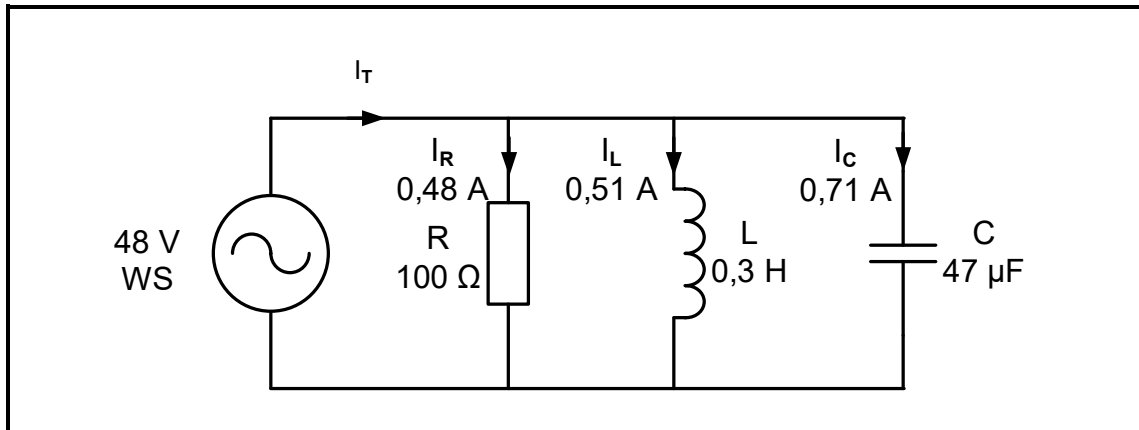 I_T
I_R
0,48 A
I_L
0,51 A
I_C
0,71 A
48 V
WS
R
100 Ω
L
0,3 H
C
47 µF